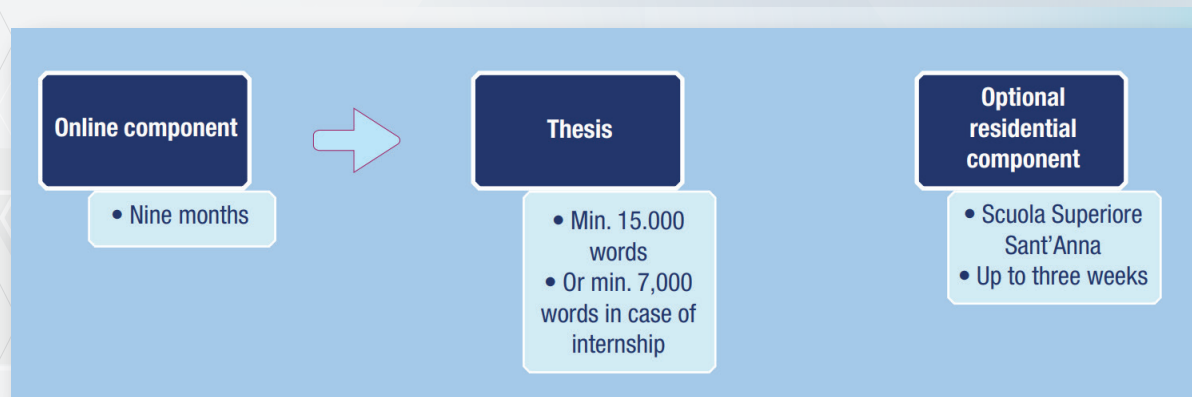 Online component
• Nine months
Thesis
• Min. 15.000
words
• Or min. 7,000
words in case of
internship
Optional
residential
component
• Scuola Superiore
Sant'Anna
• Up to three weeks